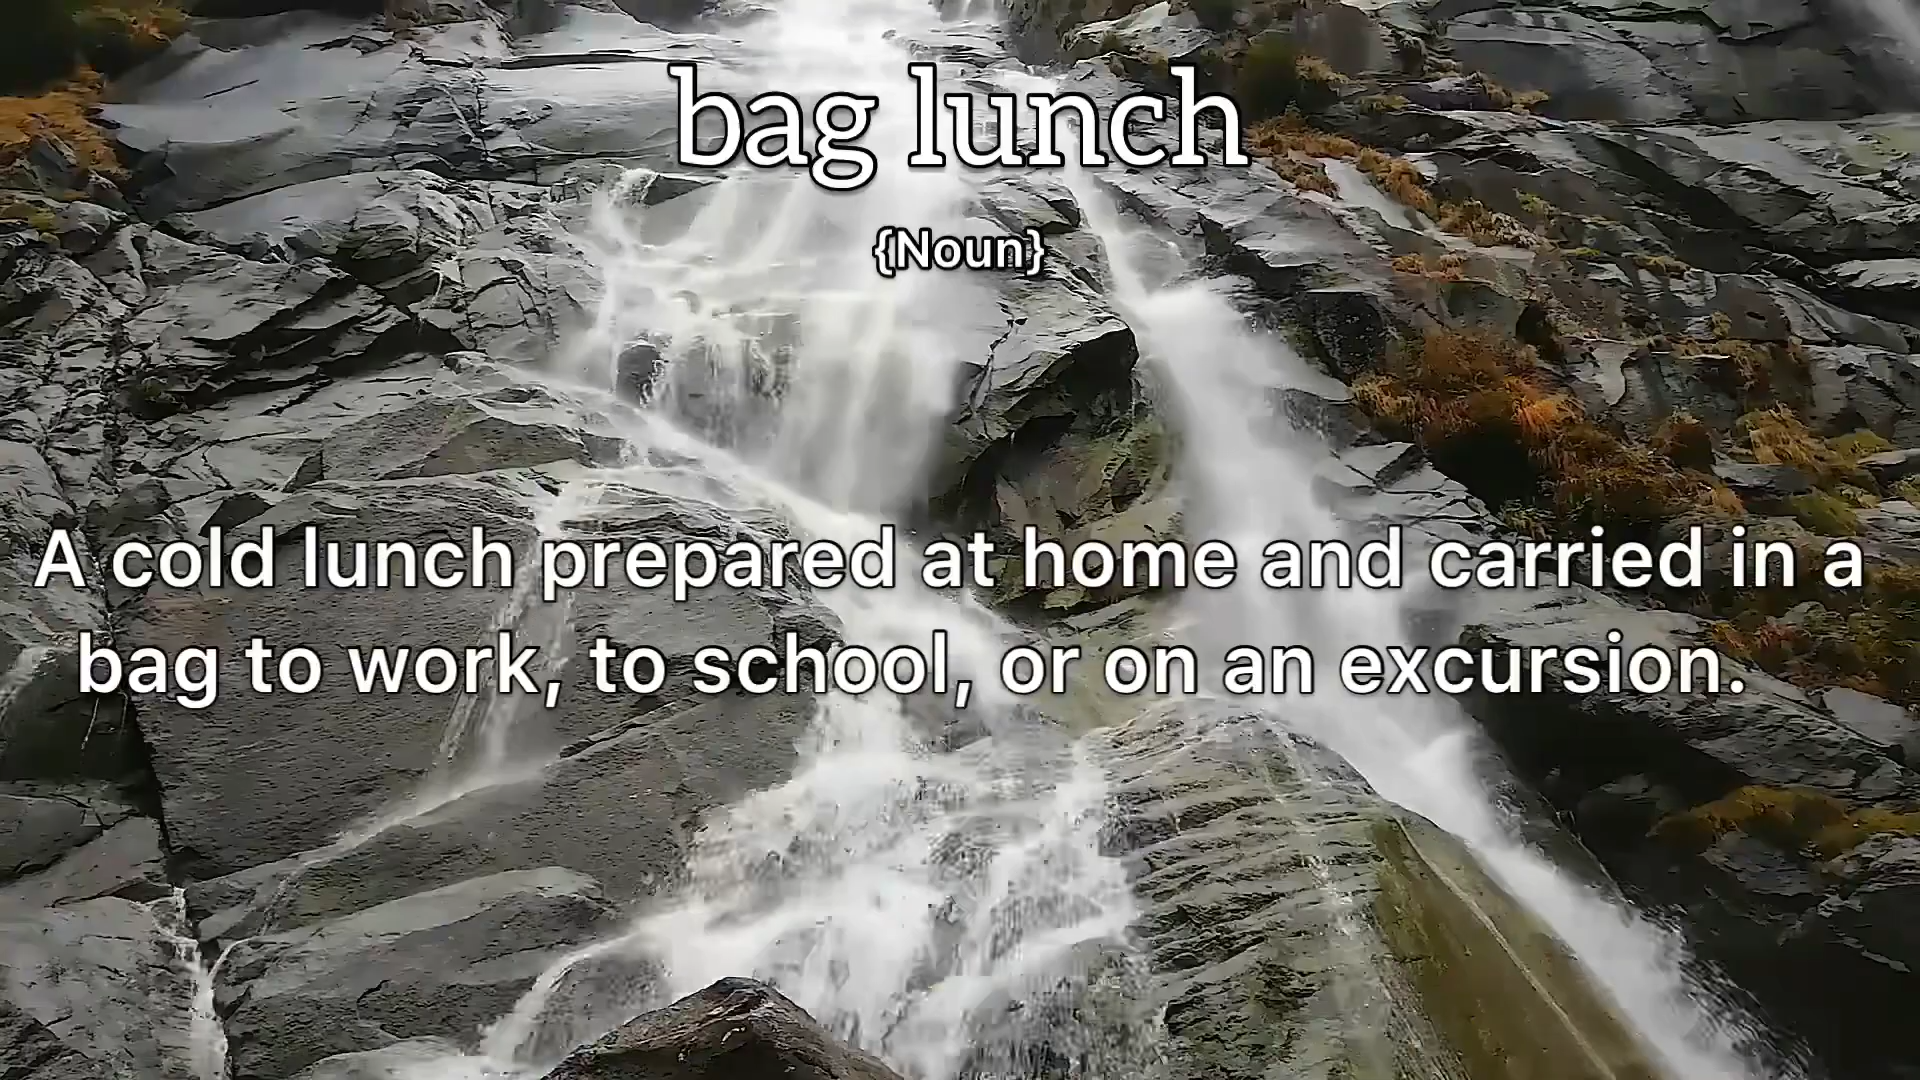 bag lunch
{Noun}
A cold lunch prepared at home and carried in a
bag to work, to school, or on an excursion.